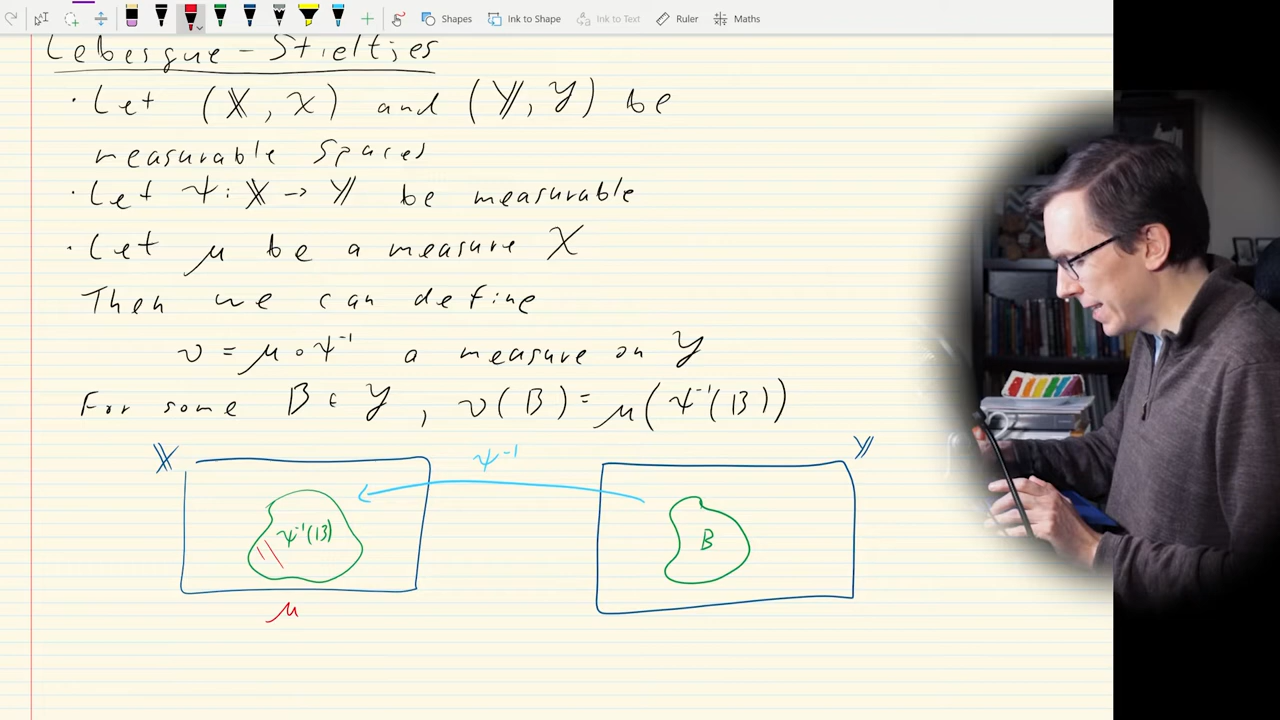 Shapes Ink to Shape Ink to Text Ruler Maths
Lebesgue - Stieltjes
· Let (𝕏, 𝒳) and (𝕐, 𝒴) be
measurable spaces
· Let ψ : 𝕏 → 𝕐 be measurable
· Let μ be a measure 𝒳
Then we can define
ν = μ ∘ ψ⁻¹ a measure on 𝒴
For some B ∈ 𝒴, ν(B) = μ(ψ⁻¹(B))
𝕏 ψ⁻¹ 𝕐
ψ⁻¹(B) B
μ